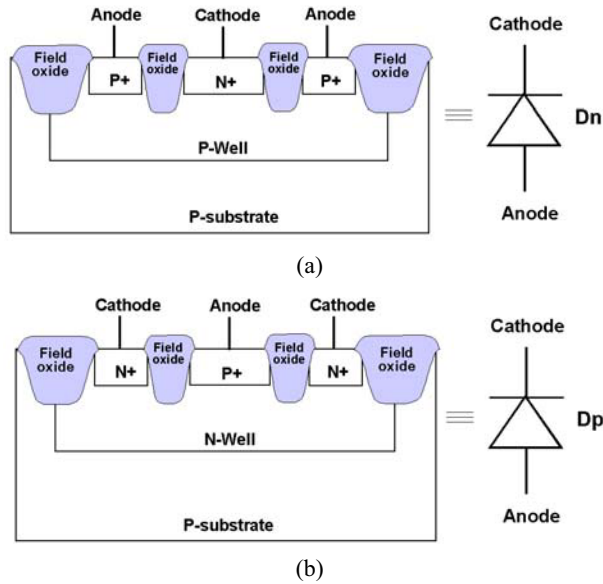 Anode Cathode Anode Cathode
Field oxide P+ Field oxide N+ Field oxide P+ Field oxide
Dn
P-Well
P-substrate
Anode
(a)
Cathode Anode Cathode Cathode
Field oxide N+ Field oxide P+ Field oxide N+ Field oxide
Dp
N-Well
P-substrate
Anode
(b)